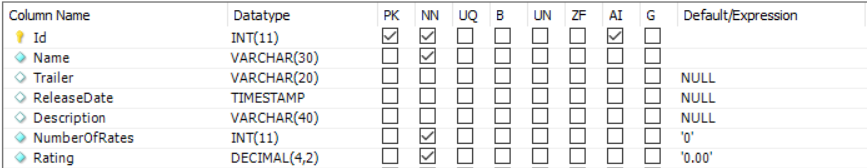 Column Name Datatype PK NN UQ B UN ZF AI G Default/Expression
Id INT(11)
Name VARCHAR(30)
Trailer VARCHAR(20) NULL
ReleaseDate TIMESTAMP NULL
Description VARCHAR(40) NULL
NumberOfRates INT(11) '0'
Rating DECIMAL(4,2) '0.00'